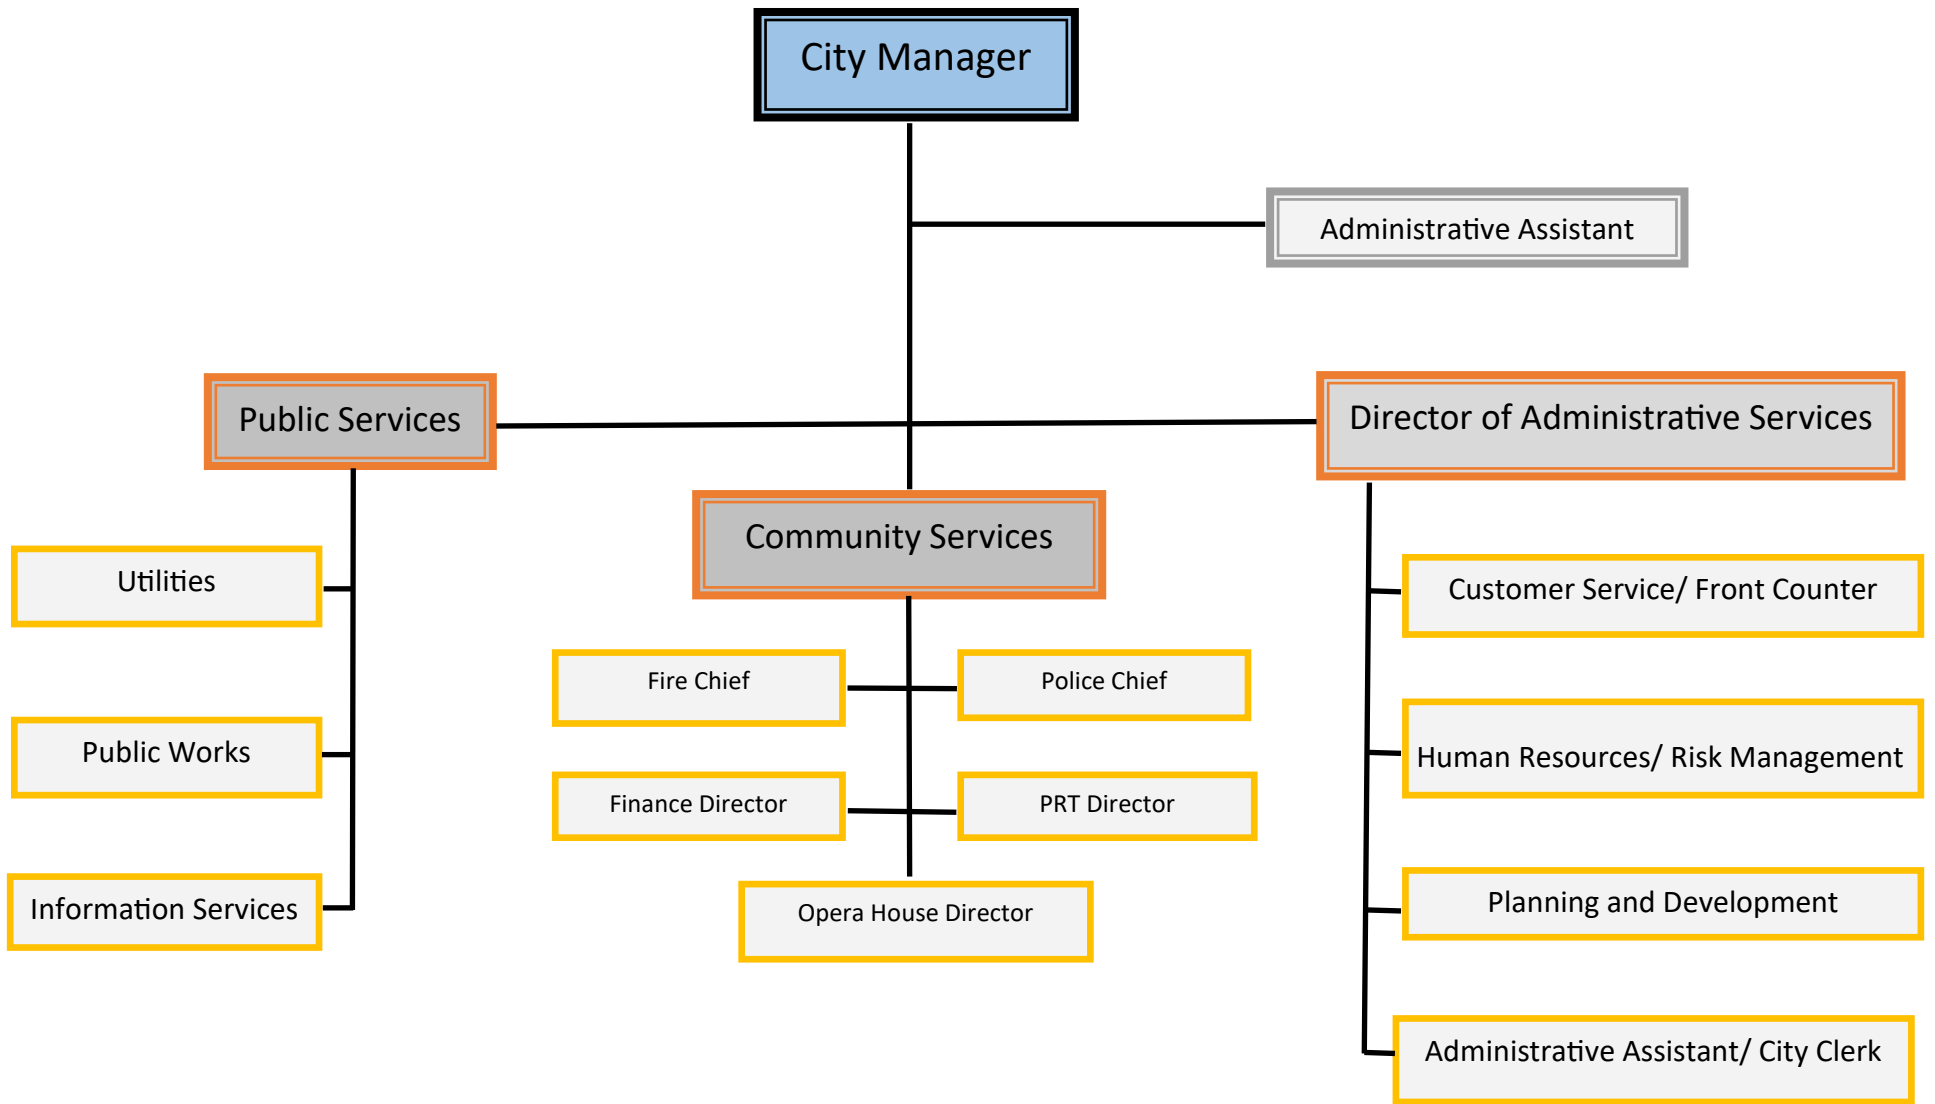 City Manager
Administrative Assistant
Public Services
Director of Administrative Services
Community Services
Utilities
Customer Service/ Front Counter
Fire Chief
Police Chief
Public Works
Human Resources/ Risk Management
Finance Director
PRT Director
Information Services
Opera House Director
Planning and Development
Administrative Assistant/ City Clerk